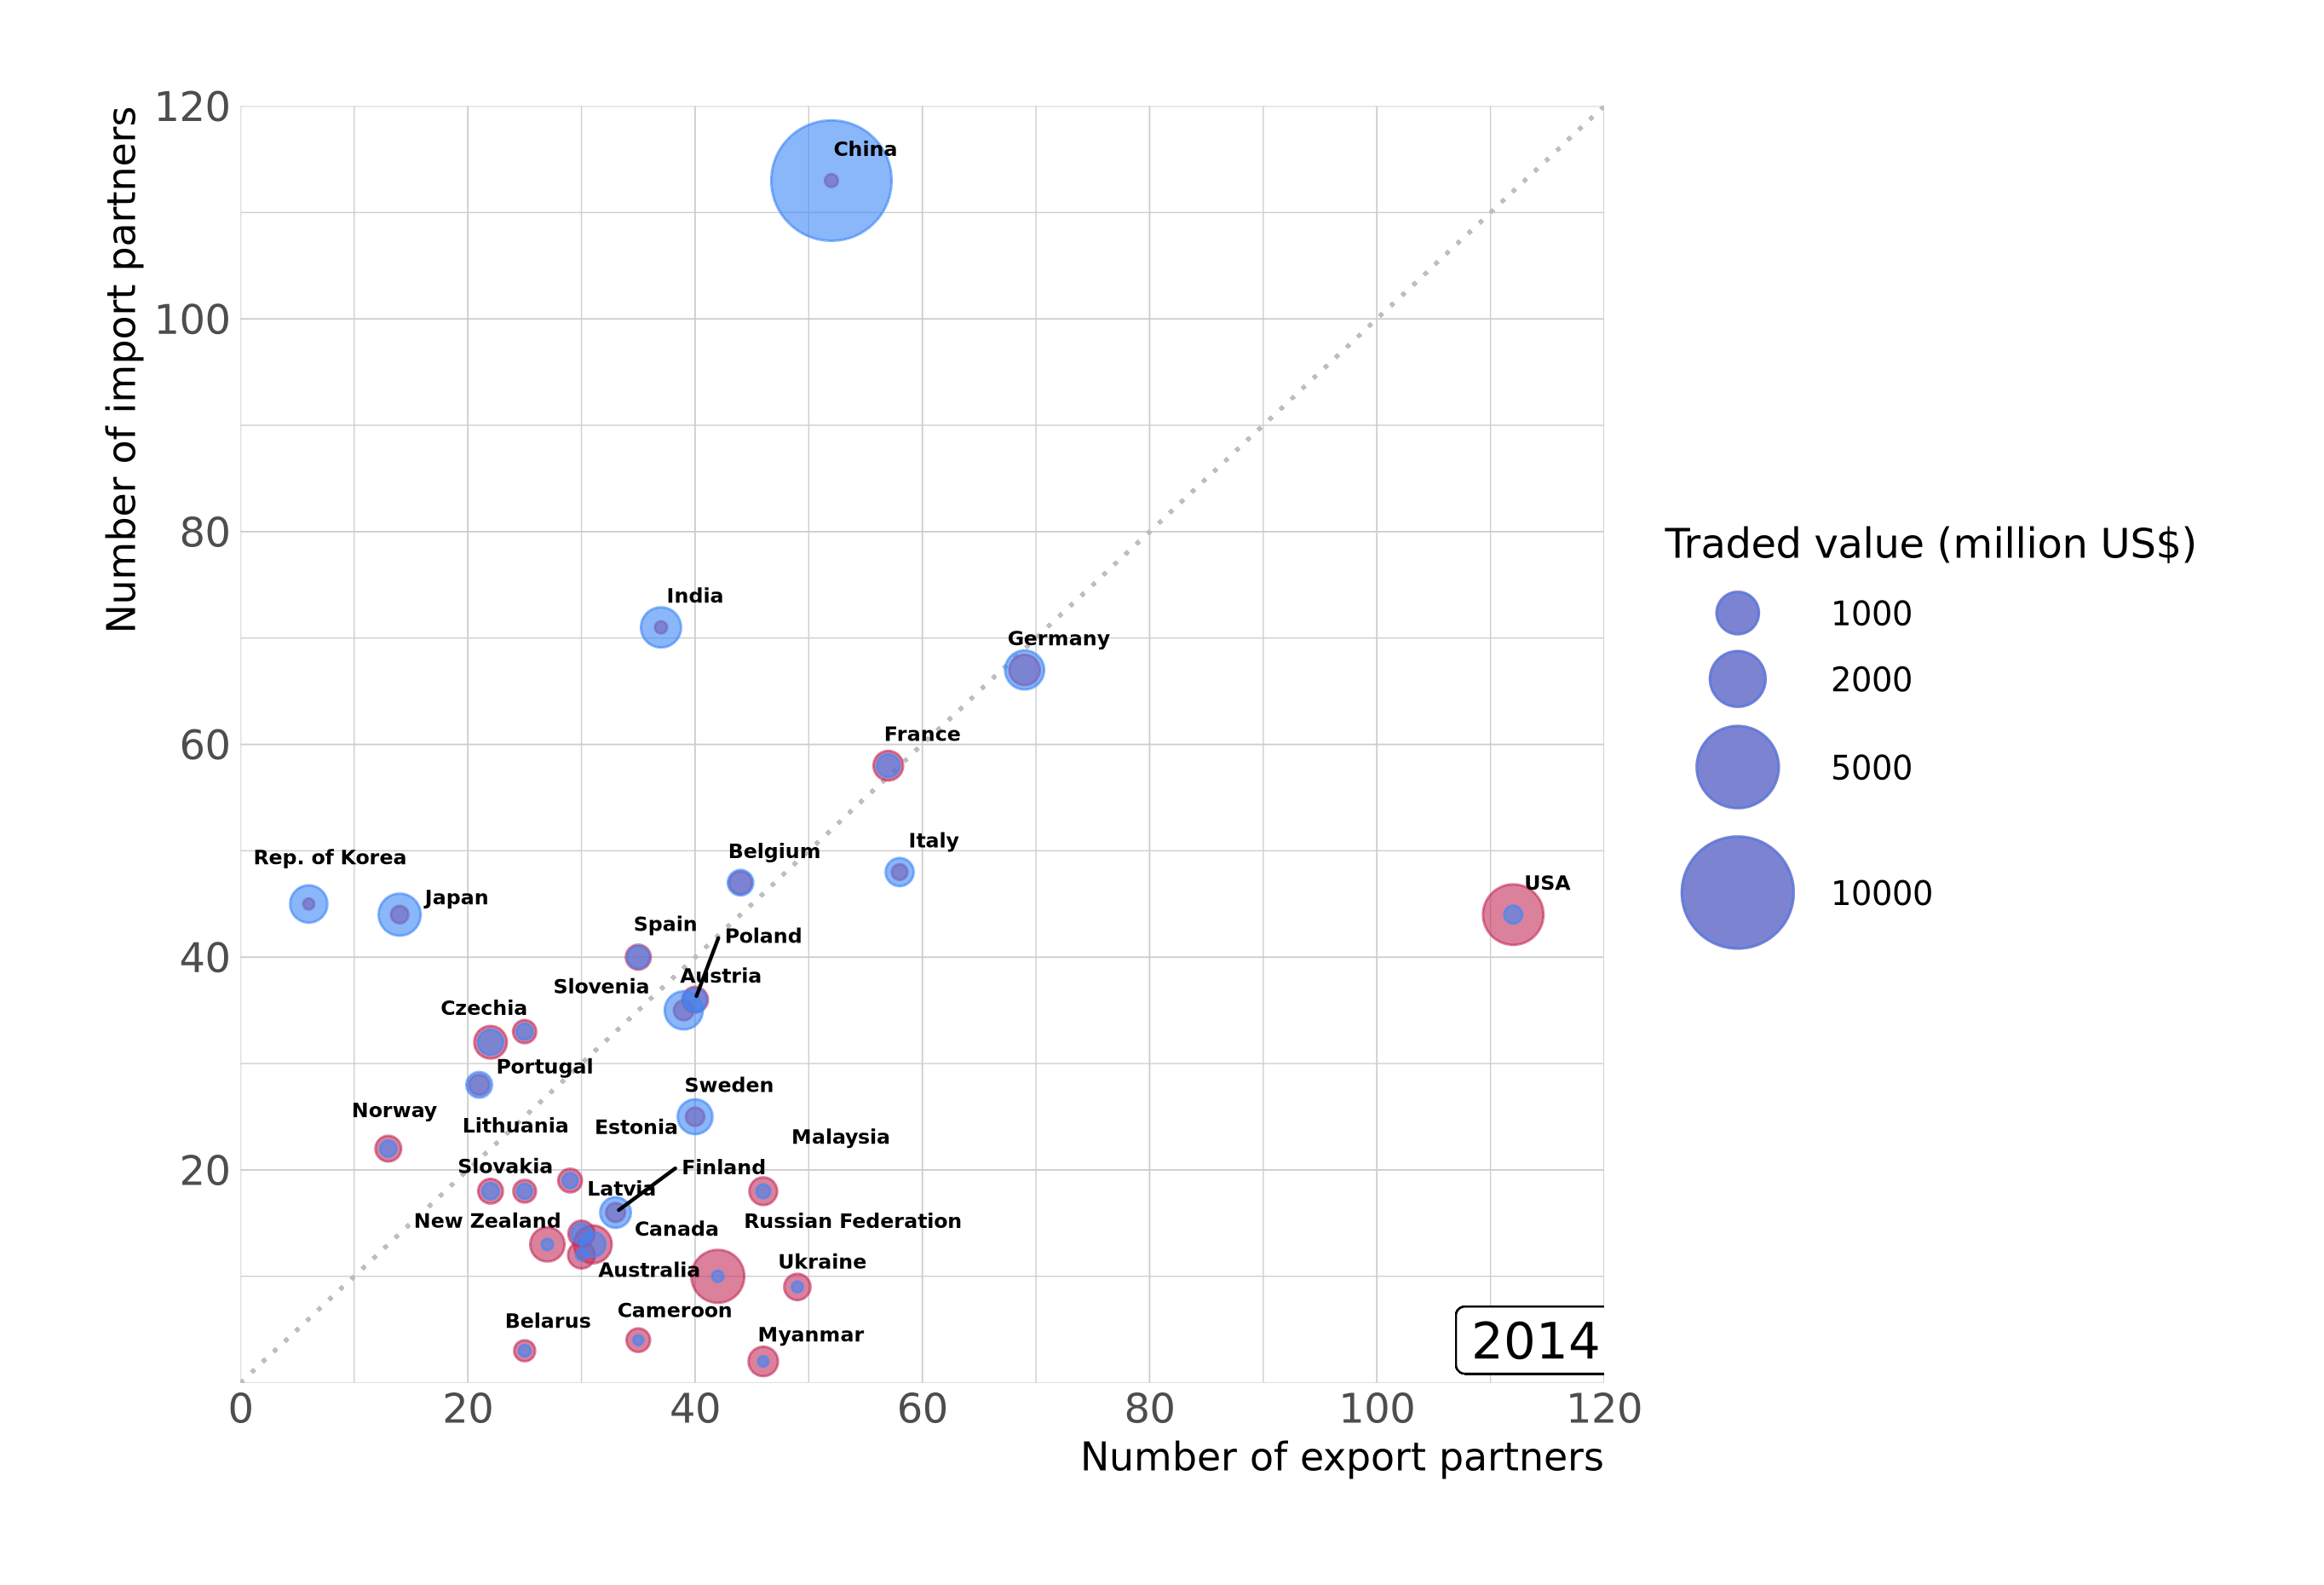 Number of import partners
120
100
80
60
40
20
China
India
Germany
France
Italy
Belgium
Rep. of Korea
Japan
USA
Spain
Poland
Austria
Slovenia
Czechia
Portugal
Sweden
Norway
Lithuania
Estonia
Malaysia
Slovakia
Finland
Latvia
New Zealand
Canada
Russian Federation
Australia
Ukraine
Cameroon
Belarus
Myanmar
2014
0 20 40 60 80 100 120
Number of export partners
Traded value (million US$)
1000
2000
5000
10000